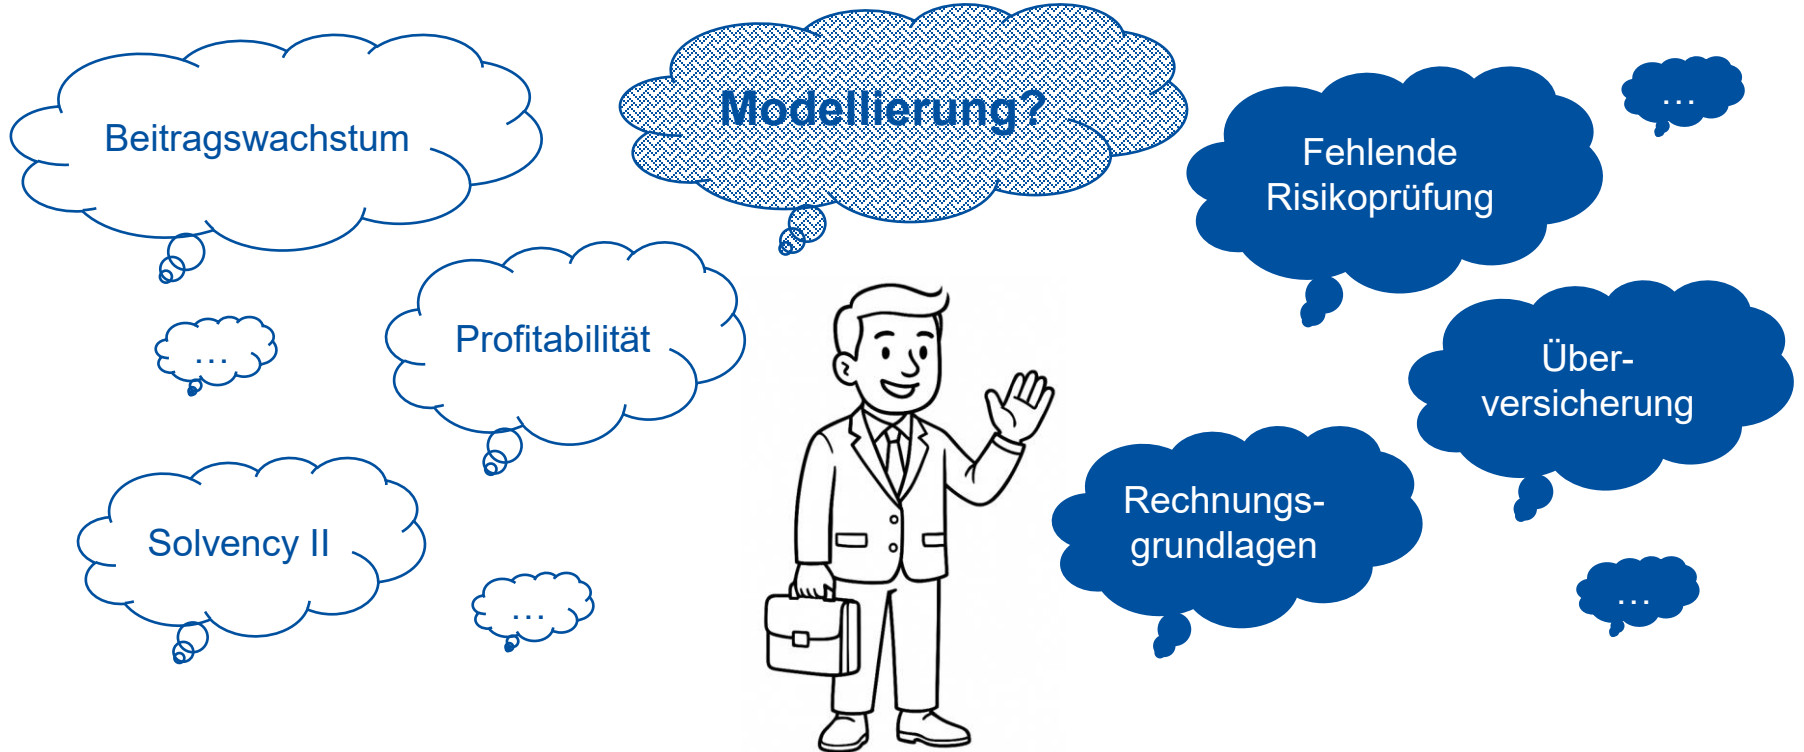 Beitragswachstum
Modellierung?
Fehlende
Risikoprüfung
...
...
Profitabilität
Über-
versicherung
Solvency II
...
Rechnungs-
grundlagen
...